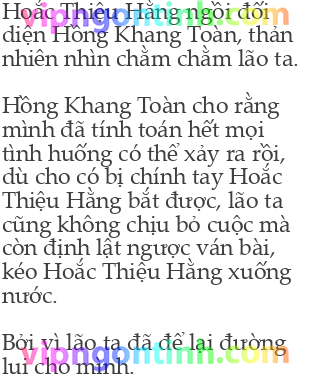 Hoắc Thiệu Hằng ngồi đối
diện Hồng Khang Toàn, thản
nhiên nhìn chằm chằm lão ta.
Hồng Khang Toàn cho rằng
mình đã tính toán hết mọi
tình huống có thể xảy ra rồi,
dù cho có bị chính tay Hoắc
Thiệu Hằng bắt được, lão ta
cũng không chịu bỏ cuộc mà
còn định lật ngược ván bài,
kéo Hoắc Thiệu Hằng xuống
nước.
Bởi vì lão ta đã để lại đường
lui cho mình.
vipngontinh.com
vipngontinh.com